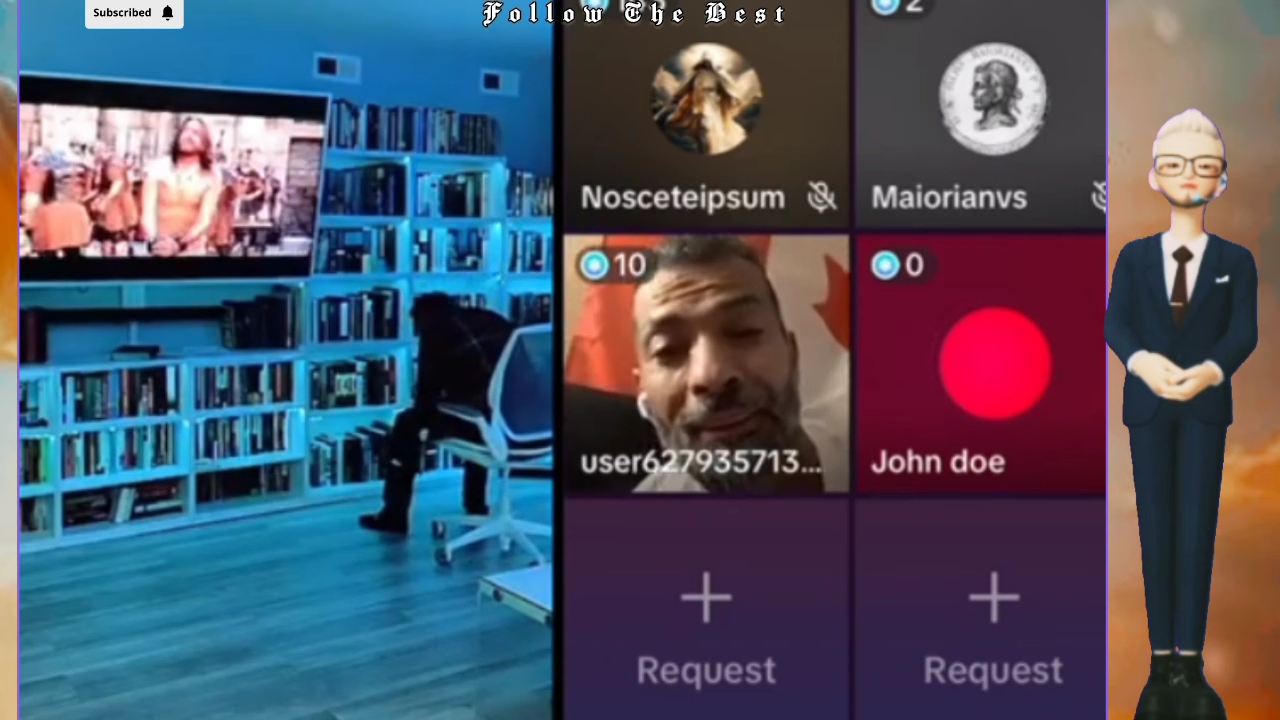 Subscribed
Follow The Best
2
Nosceteipsum
Maiorianvs
10
0
user627935713...
John doe
Request
Request